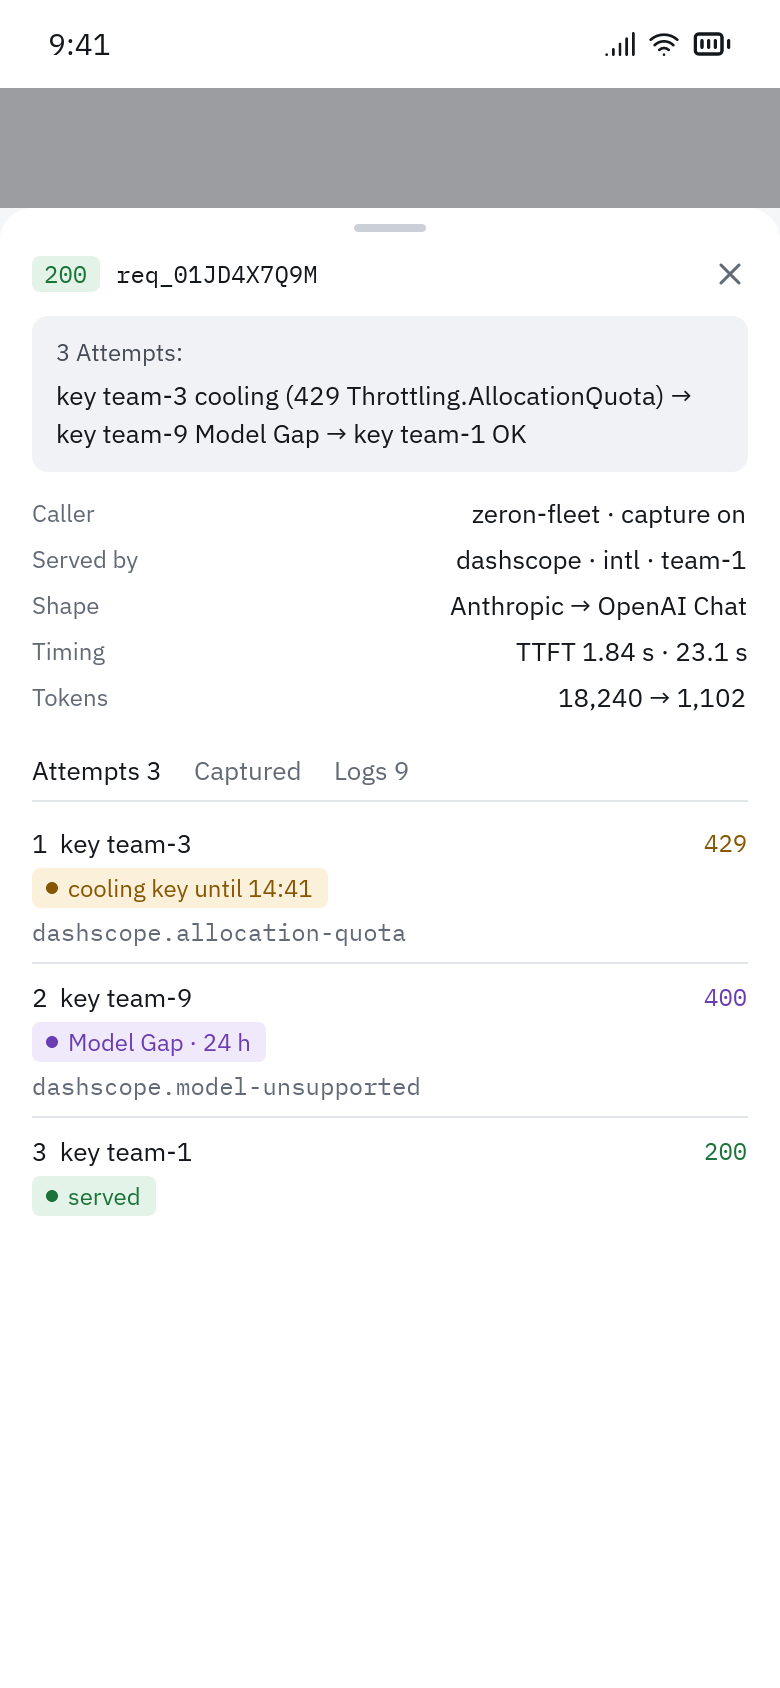 9:41
200 req_01JD4X7Q9M
3 Attempts:
key team-3 cooling (429 Throttling.AllocationQuota) →
key team-9 Model Gap → key team-1 OK
Caller zeron-fleet · capture on
Served by dashscope · intl · team-1
Shape Anthropic → OpenAI Chat
Timing TTFT 1.84 s · 23.1 s
Tokens 18,240 → 1,102
Attempts 3 Captured Logs 9
1 key team-3 429
cooling key until 14:41
dashscope.allocation-quota
2 key team-9 400
Model Gap · 24 h
dashscope.model-unsupported
3 key team-1 200
served